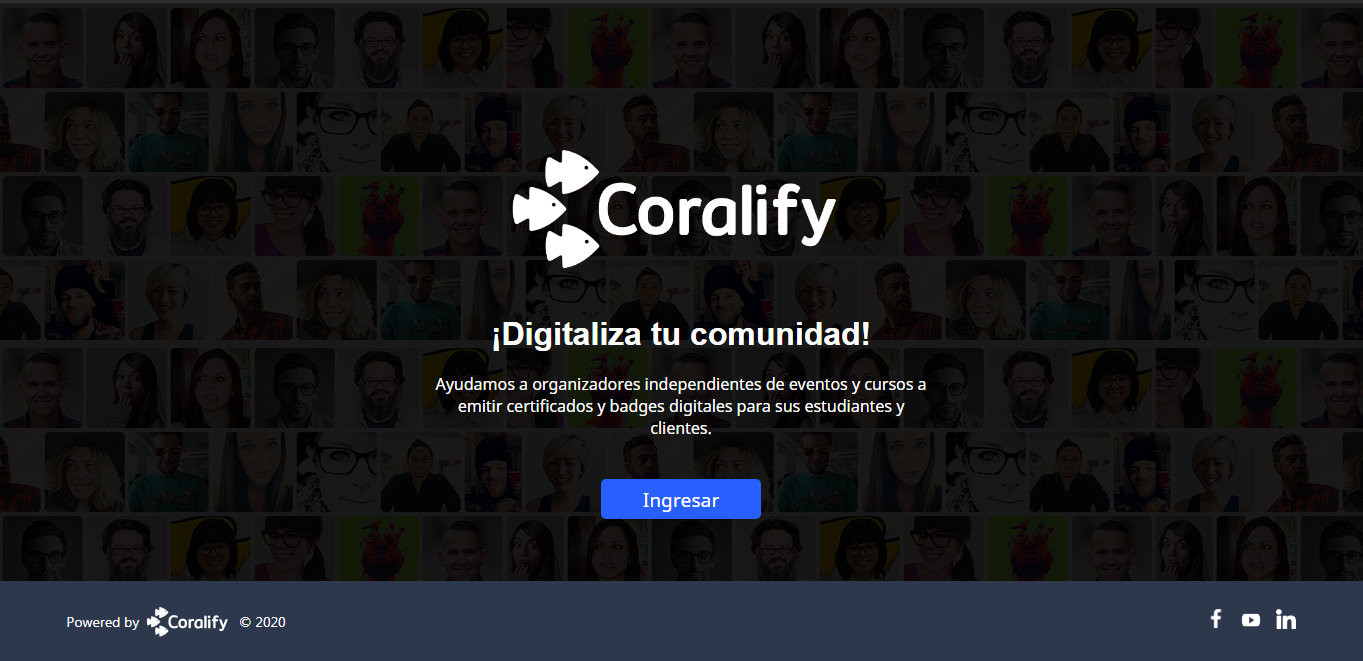 Coralify
¡Digitaliza tu comunidad!
Ayudamos a organizadores independientes de eventos y cursos a
emitir certificados y badges digitales para sus estudiantes y
clientes.
Ingresar
Powered by Coralify © 2020